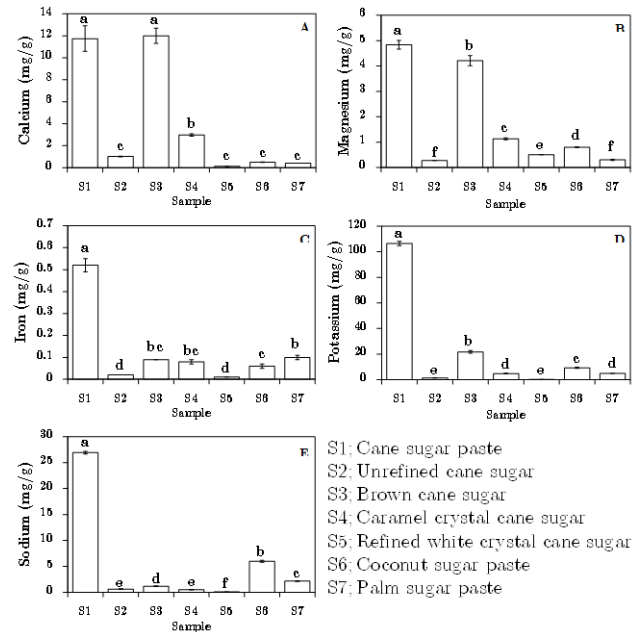 Calcium (mg/g)
14
12
10
8
6
4
2
0
a
c
a
b
c
c
c
A
S1 S2 S3 S4 S5 S6 S7
Sample
Magnesium (mg/g)
6
5
4
3
2
1
0
a
f
b
c
e
d
f
B
S1 S2 S3 S4 S5 S6 S7
Sample
Iron (mg/g)
0.7
0.6
0.5
0.4
0.3
0.2
0.1
0
a
d
bc
bc
d
c
b
C
S1 S2 S3 S4 S5 S6 S7
Sample
Potassium (mg/g)
120
100
80
60
40
20
0
a
e
b
d
e
c
d
D
S1 S2 S3 S4 S5 S6 S7
Sample
Sodium (mg/g)
30
25
20
15
10
5
0
a
e
d
e
f
b
c
E
S1 S2 S3 S4 S5 S6 S7
Sample
S1; Cane sugar paste
S2; Unrefined cane sugar
S3; Brown cane sugar
S4; Caramel crystal cane sugar
S5; Refined white crystal cane sugar
S6; Coconut sugar paste
S7; Palm sugar paste